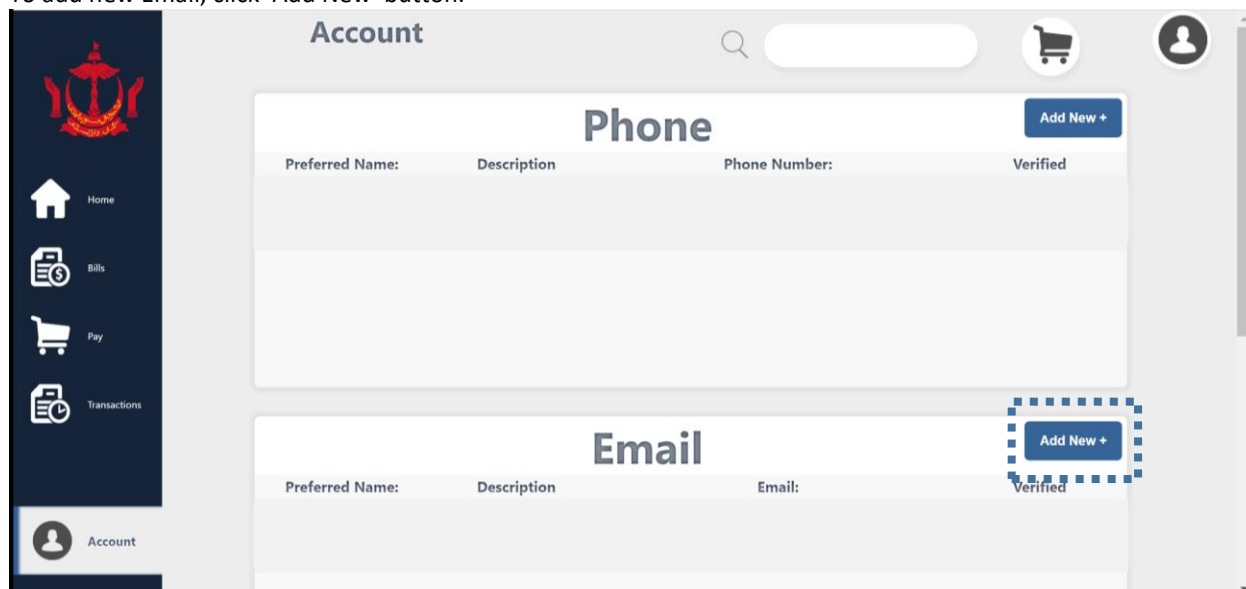 To add new Email, click 'Add New' button.
Account
Phone
Add New +
Preferred Name: Description Phone Number: Verified
Home
Bills
Pay
Transactions
Email
Add New +
Preferred Name: Description Email: Verified
Account